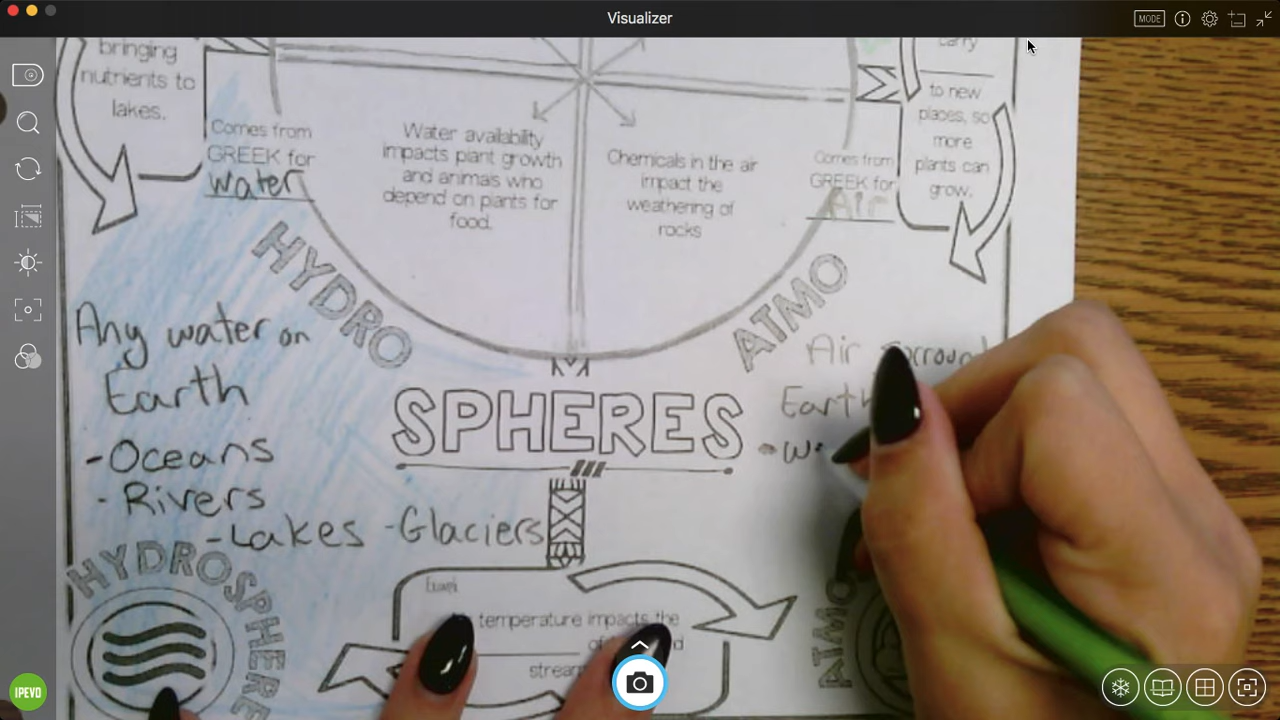 Visualizer
MODE
bringing
nutrients to
lakes.
Comes from
GREEK for
water
Water availability
impacts plant growth
and animals who
depend on plants for
food.
Chemicals in the air
impact the
weathering of
rocks
Comes from
GREEK for
Air
carry
to new
places, so
more
plants can
grow.
HYDRO
ATMO
SPHERES
Any water on
Earth
-Oceans
- Rivers
-Lakes -Glaciers
Air
Earth
HYDROSPHERE
ATMO
temperature impacts the
stream
IPEVO